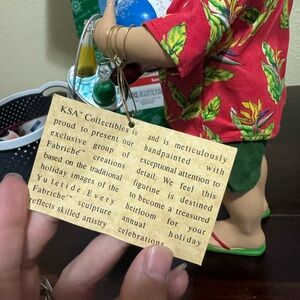 KSA™ Collectibles is
proud to present our
exclusive group of
Fabriché™ creations
based on the traditional
holiday images of the
Yuletide. Every
Fabriché™ sculpture
reflects skilled artistry
and is meticulously
handpainted with
exceptional attention to
detail. We feel this
figurine is destined
to become a treasured
heirloom for your
annual holiday
celebrations.